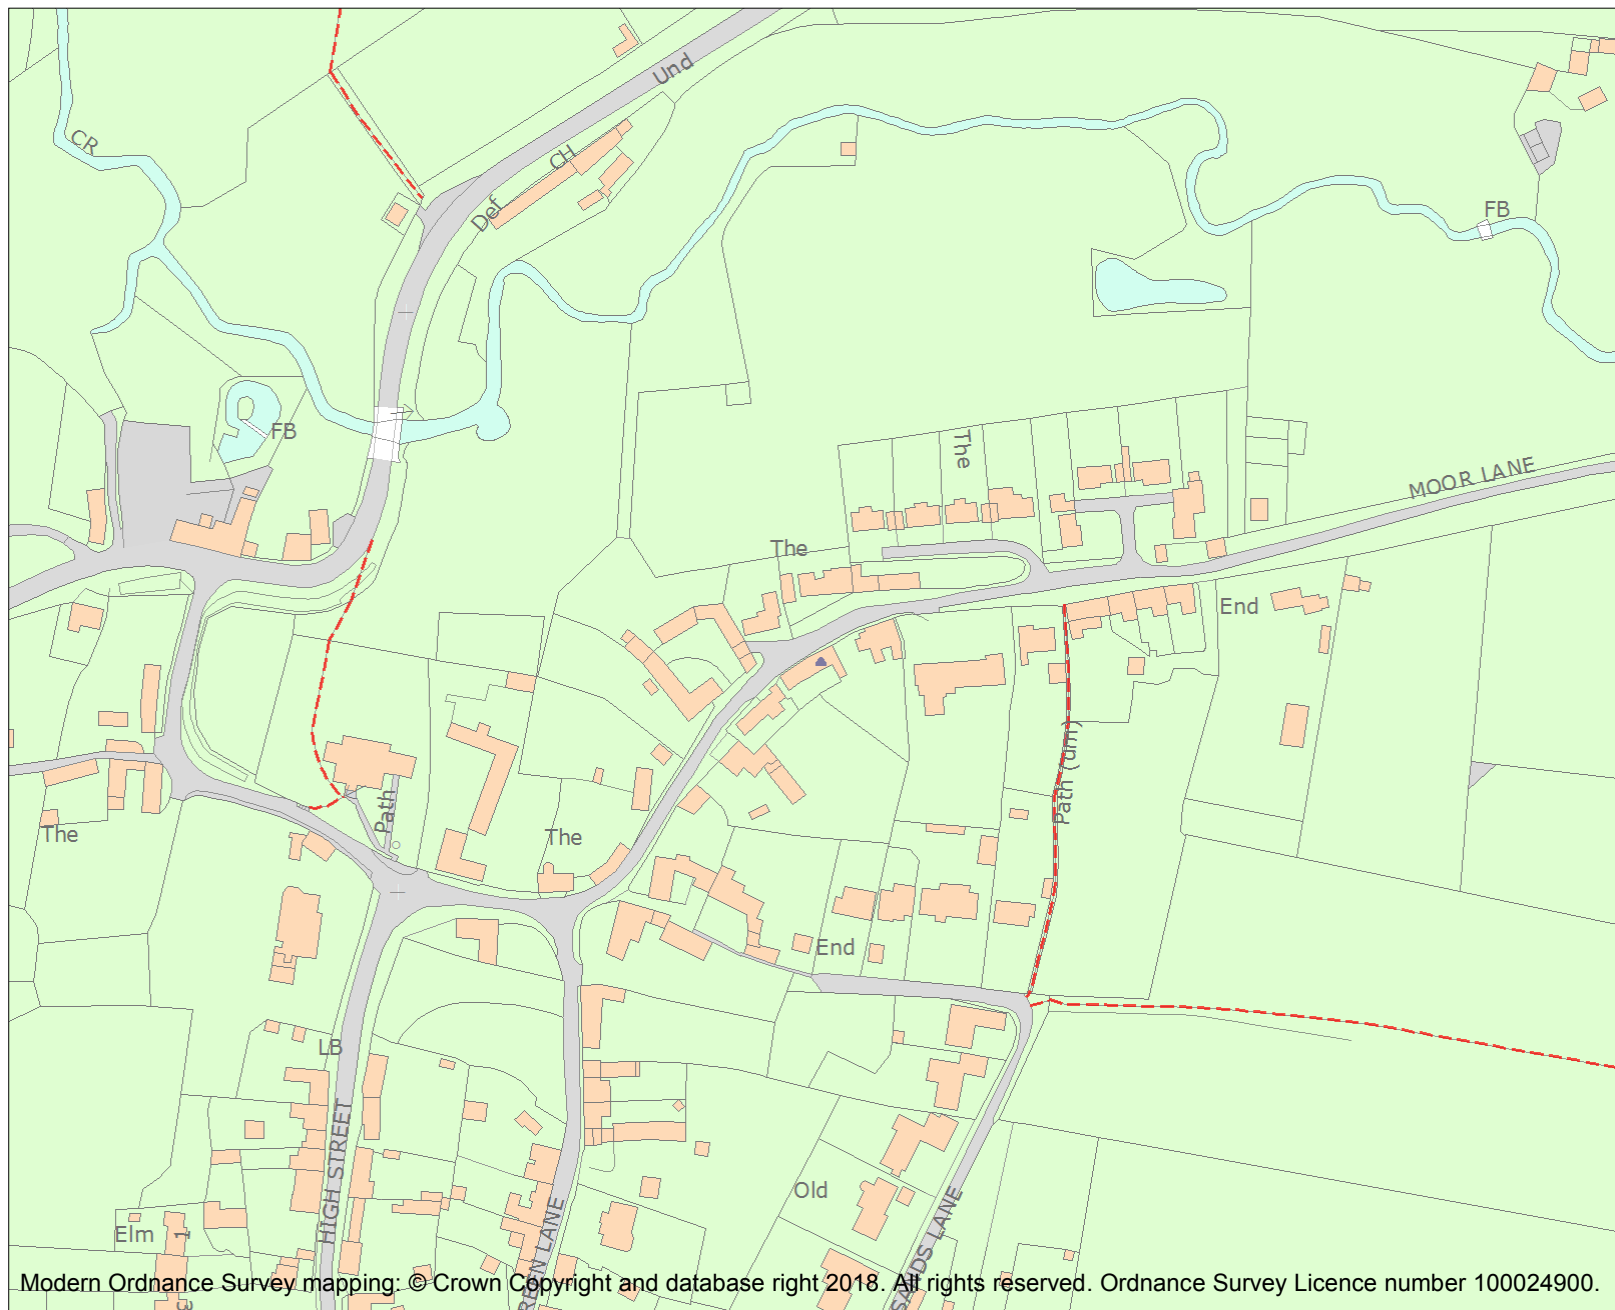 Und
CR
CH
Def
FB
FB
The
MOOR LANE
The
End
Path (um)
Path
The
The
End
LB
HIGH STREET
Old
SANDS LANE
Elm
1
Modern Ordnance Survey mapping: © Crown Copyright and database right 2018. All rights reserved. Ordnance Survey Licence number 100024900.